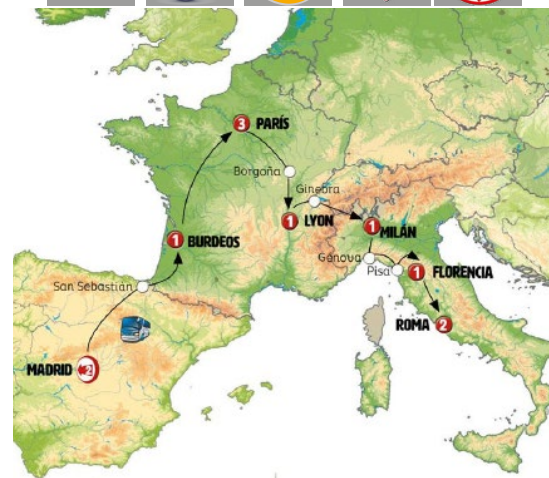 3 PARÍS
Borgoña
Ginebra
1 LYON
1 MILÁN
1 BURDEOS
Génova
Pisa
1 FLORENCIA
San Sebastián
ROMA 2
MADRID 2